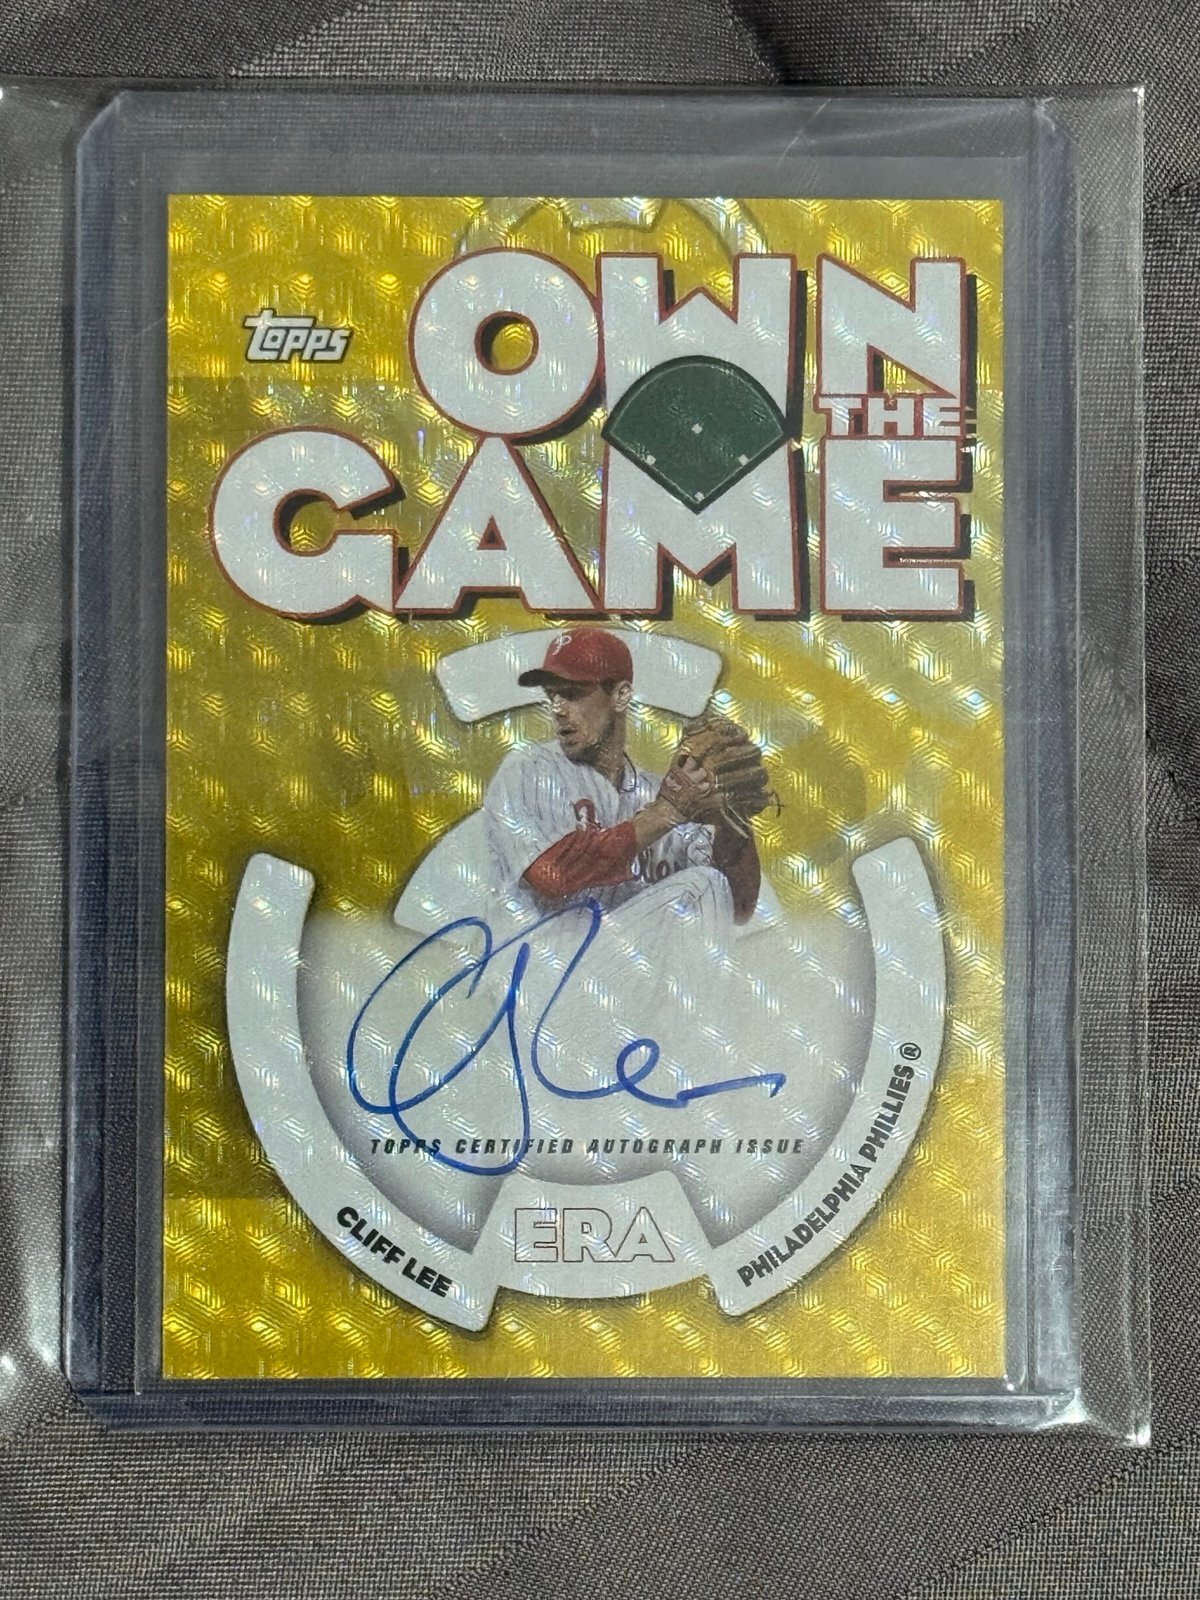 Topps
OWN
THE
GAME
TOPPS CERTIFIED AUTOGRAPH ISSUE
CLIFF LEE
ERA
PHILADELPHIA PHILLIES®